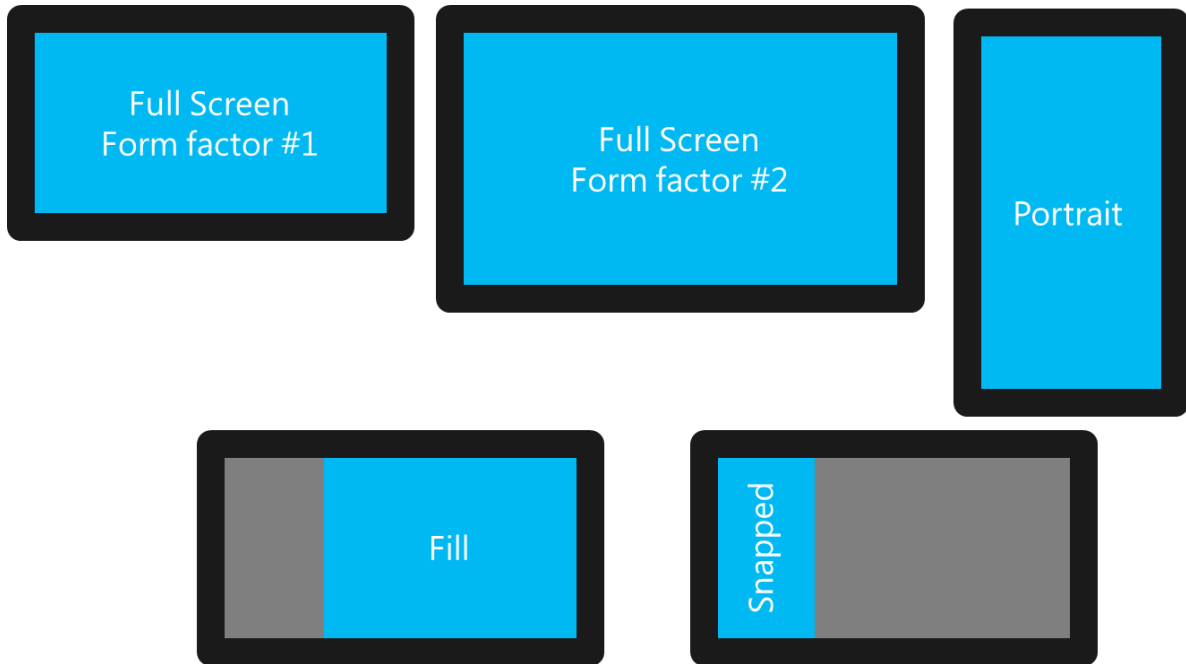 Full Screen
Form factor #1
Full Screen
Form factor #2
Portrait
Fill
Snapped